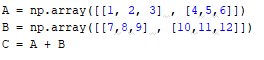 A = np.array([[1, 2, 3] , [4,5,6]])
B = np.array([[7,8,9] , [10,11,12]])
C = A + B